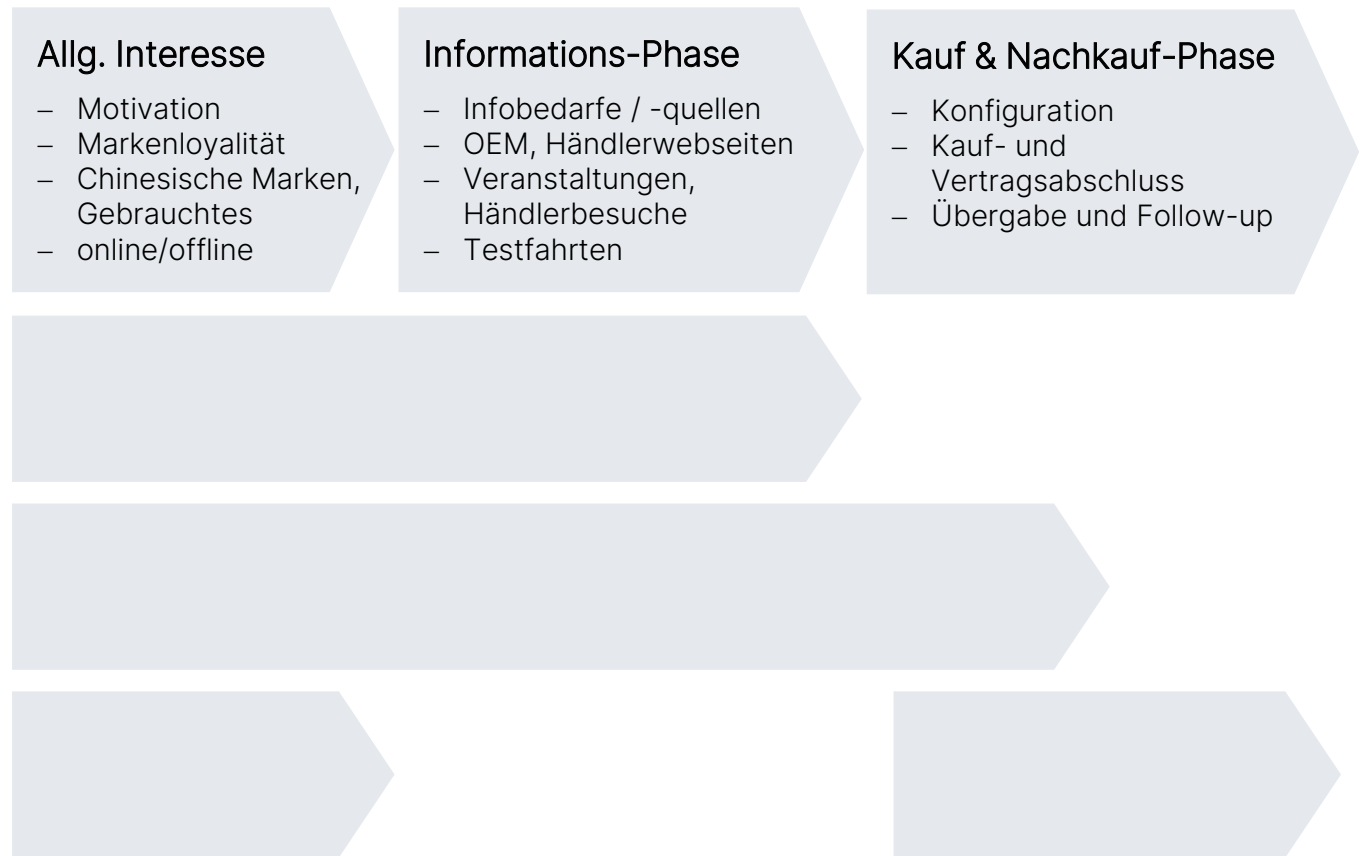 Allg. Interesse
– Motivation
– Markenloyalität
– Chinesische Marken,
Gebrauchtes
– online/offline
Informations-Phase
– Infobedarfe / -quellen
– OEM, Händlerwebseiten
– Veranstaltungen,
Händlerbesuche
– Testfahrten
Kauf & Nachkauf-Phase
– Konfiguration
– Kauf- und
Vertragsabschluss
– Übergabe und Follow-up